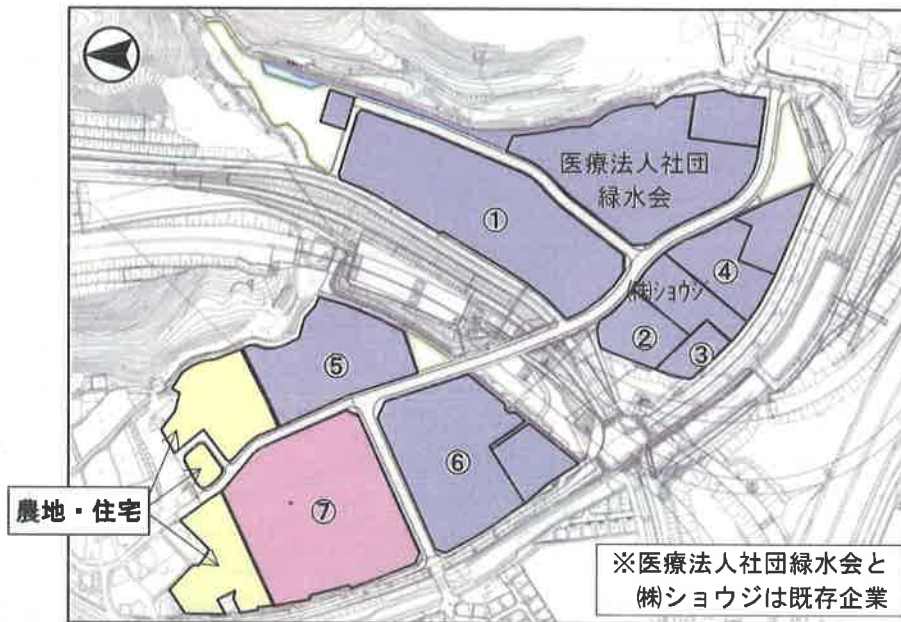 医療法人社団
緑水会
①
④
㈱ショウジ
②
③
⑤
⑥
⑦
農地・住宅
※医療法人社団緑水会と
㈱ショウジは既存企業